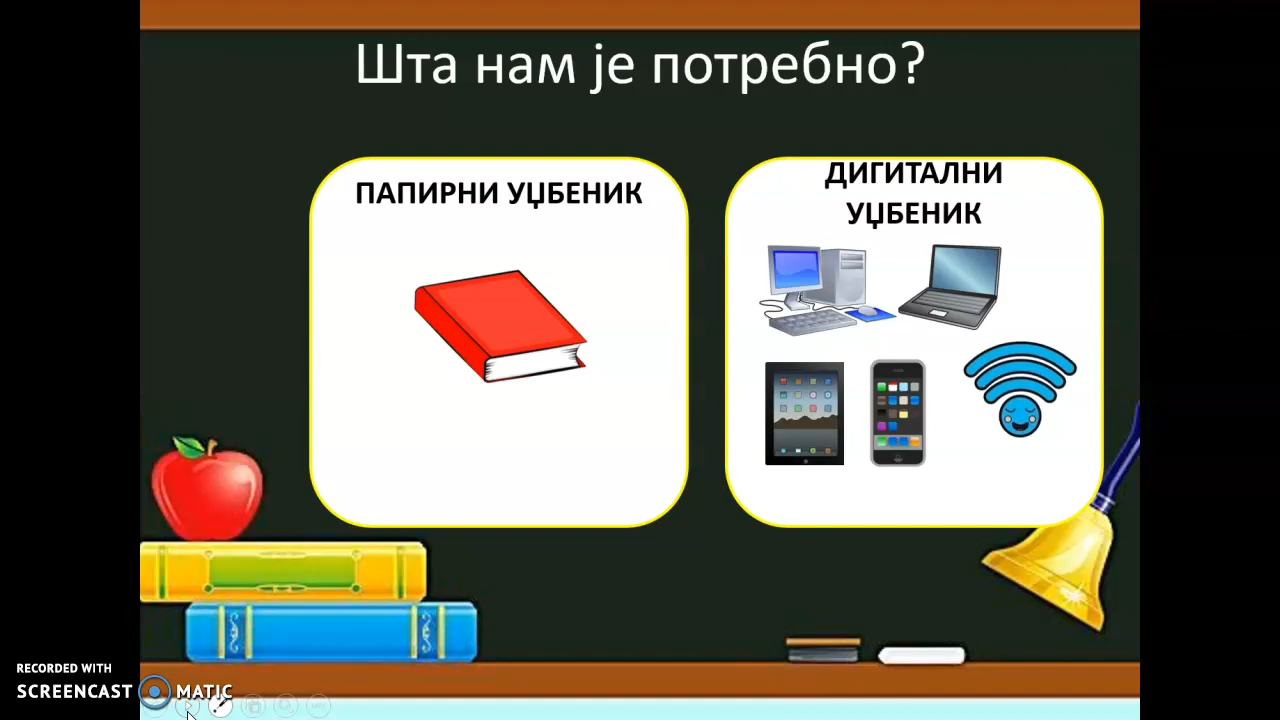 Шта нам је потребно?
ПАПИРНИ УЏБЕНИК
ДИГИТАЛНИ
УЏБЕНИК
RECORDED WITH
SCREENCAST MATIC